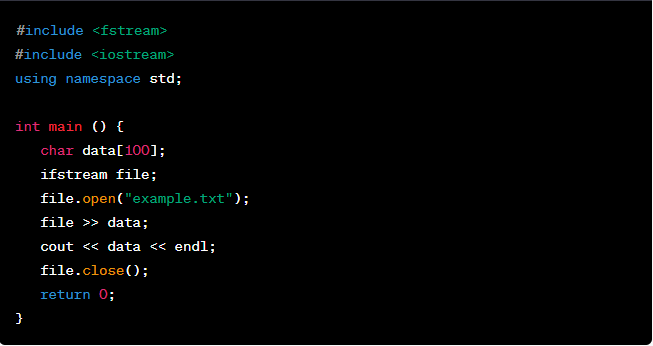 #include <fstream>
#include <iostream>
using namespace std;

int main () {
   char data[100];
   ifstream file;
   file.open("example.txt");
   file >> data;
   cout << data << endl;
   file.close();
   return 0;
}